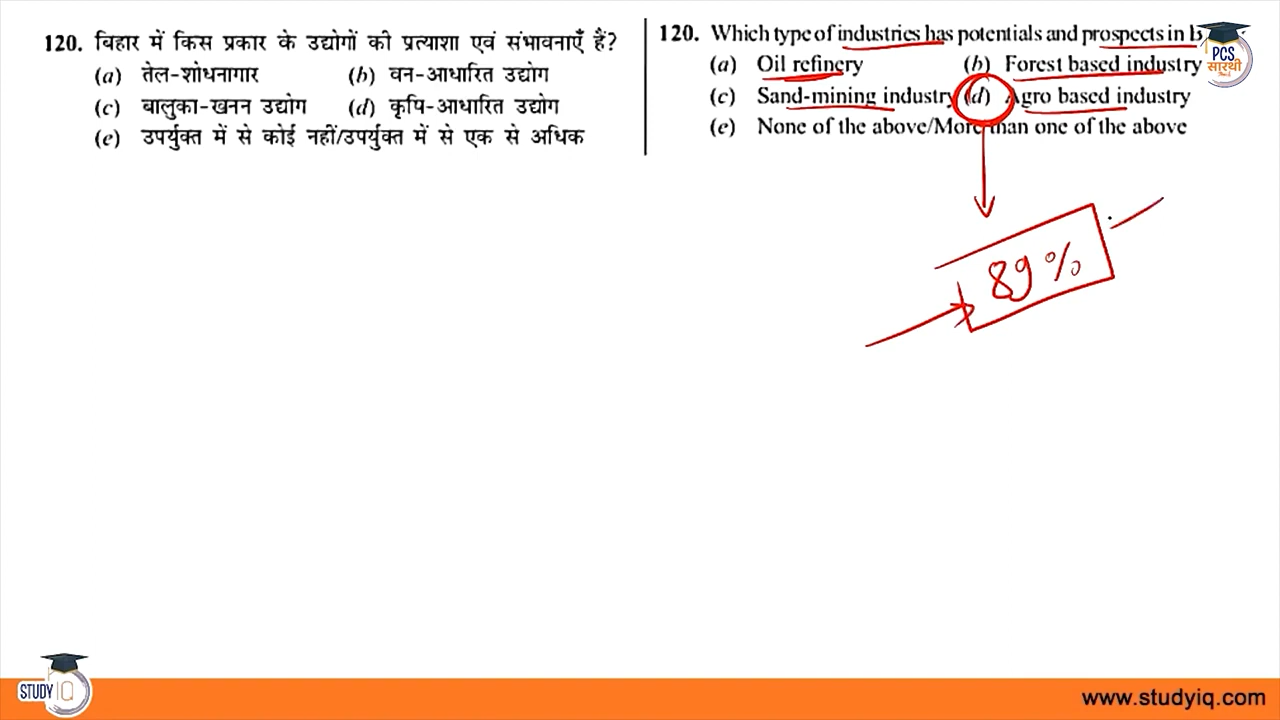 120. बिहार में किस प्रकार के उद्योगों की प्रत्याशा एवं संभावनाएँ हैं?
(a) तेल-शोधनागार (b) वन-आधारित उद्योग
(c) बालुका-खनन उद्योग (d) कृषि-आधारित उद्योग
(e) उपर्युक्त में से कोई नहीं/उपर्युक्त में से एक से अधिक
120. Which type of industries has potentials and prospects in
(a) Oil refinery (b) Forest based industry
(c) Sand-mining industry (d) Agro based industry
(e) None of the above/More than one of the above
89%
PCS
सारथी
STUDY IQ
www.studyiq.com